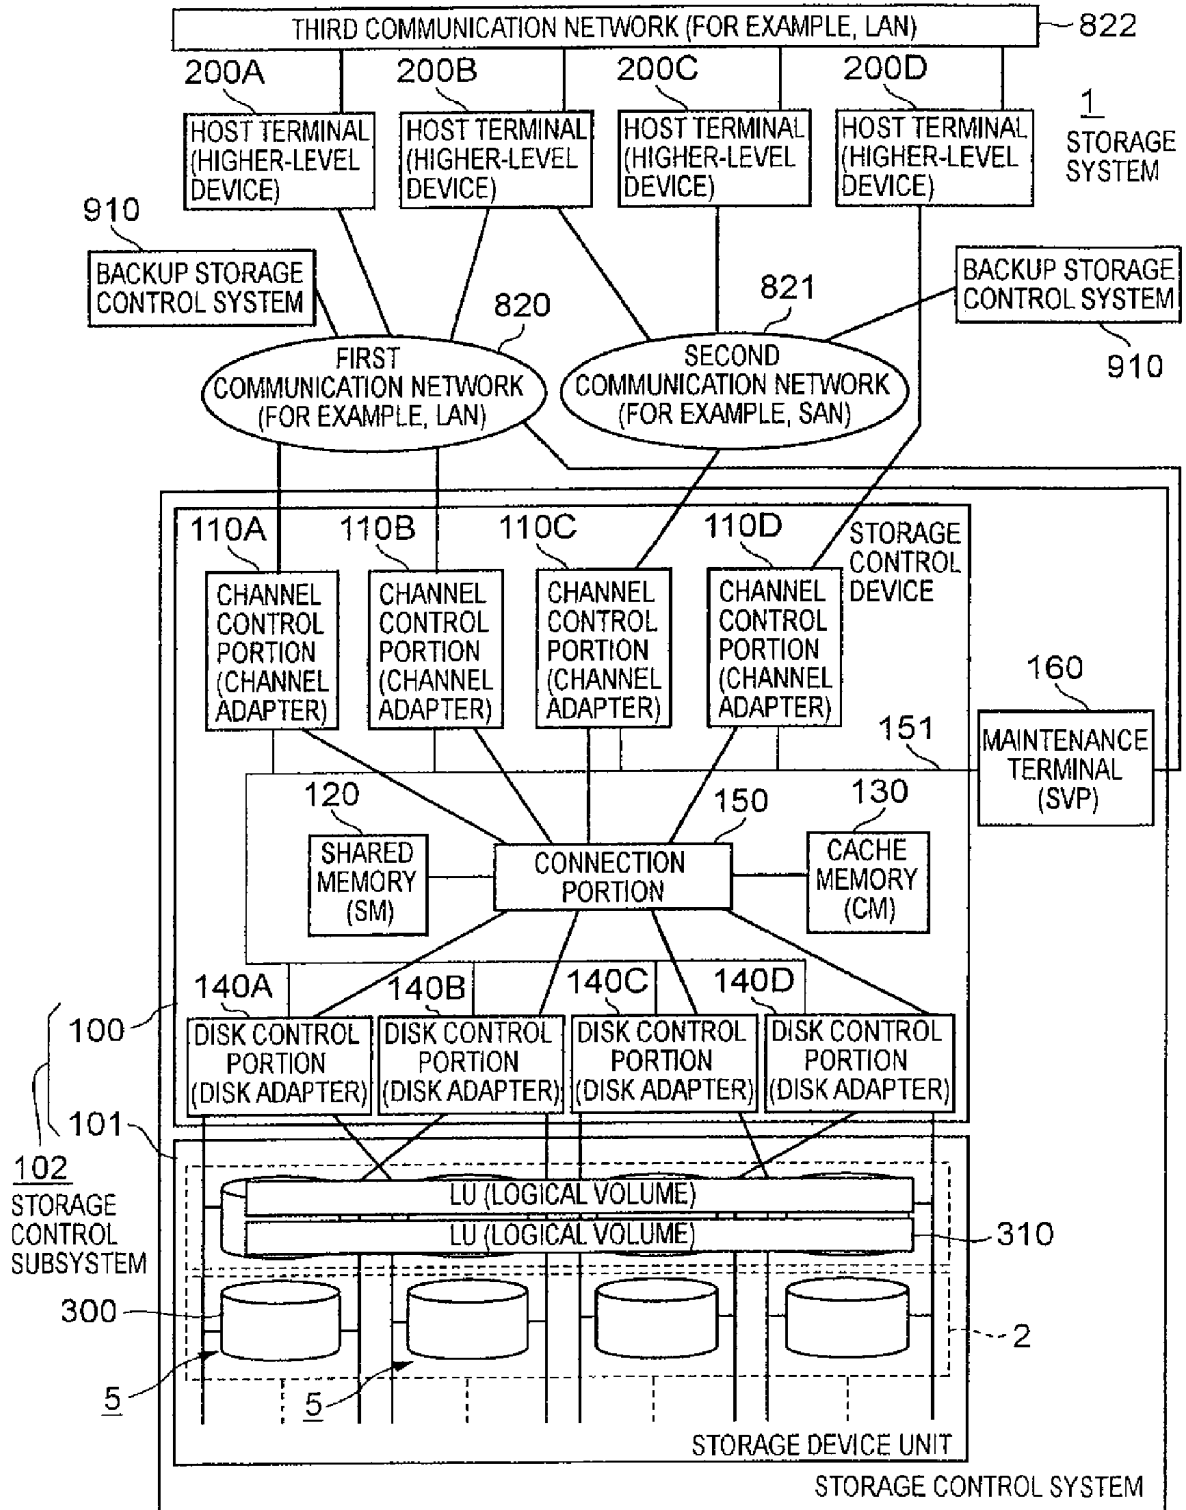 THIRD COMMUNICATION NETWORK (FOR EXAMPLE, LAN)
822
200A
200B
200C
200D
HOST TERMINAL
(HIGHER-LEVEL
DEVICE)
HOST TERMINAL
(HIGHER-LEVEL
DEVICE)
HOST TERMINAL
(HIGHER-LEVEL
DEVICE)
HOST TERMINAL
(HIGHER-LEVEL
DEVICE)
1
STORAGE
SYSTEM
910
BACKUP STORAGE
CONTROL SYSTEM
BACKUP STORAGE
CONTROL SYSTEM
910
820
821
FIRST
COMMUNICATION NETWORK
(FOR EXAMPLE, LAN)
SECOND
COMMUNICATION NETWORK
(FOR EXAMPLE, SAN)
110A
110B
110C
110D
STORAGE
CONTROL
DEVICE
CHANNEL
CONTROL
PORTION
(CHANNEL
ADAPTER)
CHANNEL
CONTROL
PORTION
(CHANNEL
ADAPTER)
CHANNEL
CONTROL
PORTION
(CHANNEL
ADAPTER)
CHANNEL
CONTROL
PORTION
(CHANNEL
ADAPTER)
160
151
MAINTENANCE
TERMINAL
(SVP)
120
150
130
SHARED
MEMORY
(SM)
CONNECTION
PORTION
CACHE
MEMORY
(CM)
140A
140B
140C
140D
100
DISK CONTROL
PORTION
(DISK ADAPTER)
DISK CONTROL
PORTION
(DISK ADAPTER)
DISK CONTROL
PORTION
(DISK ADAPTER)
DISK CONTROL
PORTION
(DISK ADAPTER)
101
102
STORAGE
CONTROL
SUBSYSTEM
LU (LOGICAL VOLUME)
LU (LOGICAL VOLUME)
310
300
2
5
5
STORAGE DEVICE UNIT
STORAGE CONTROL SYSTEM